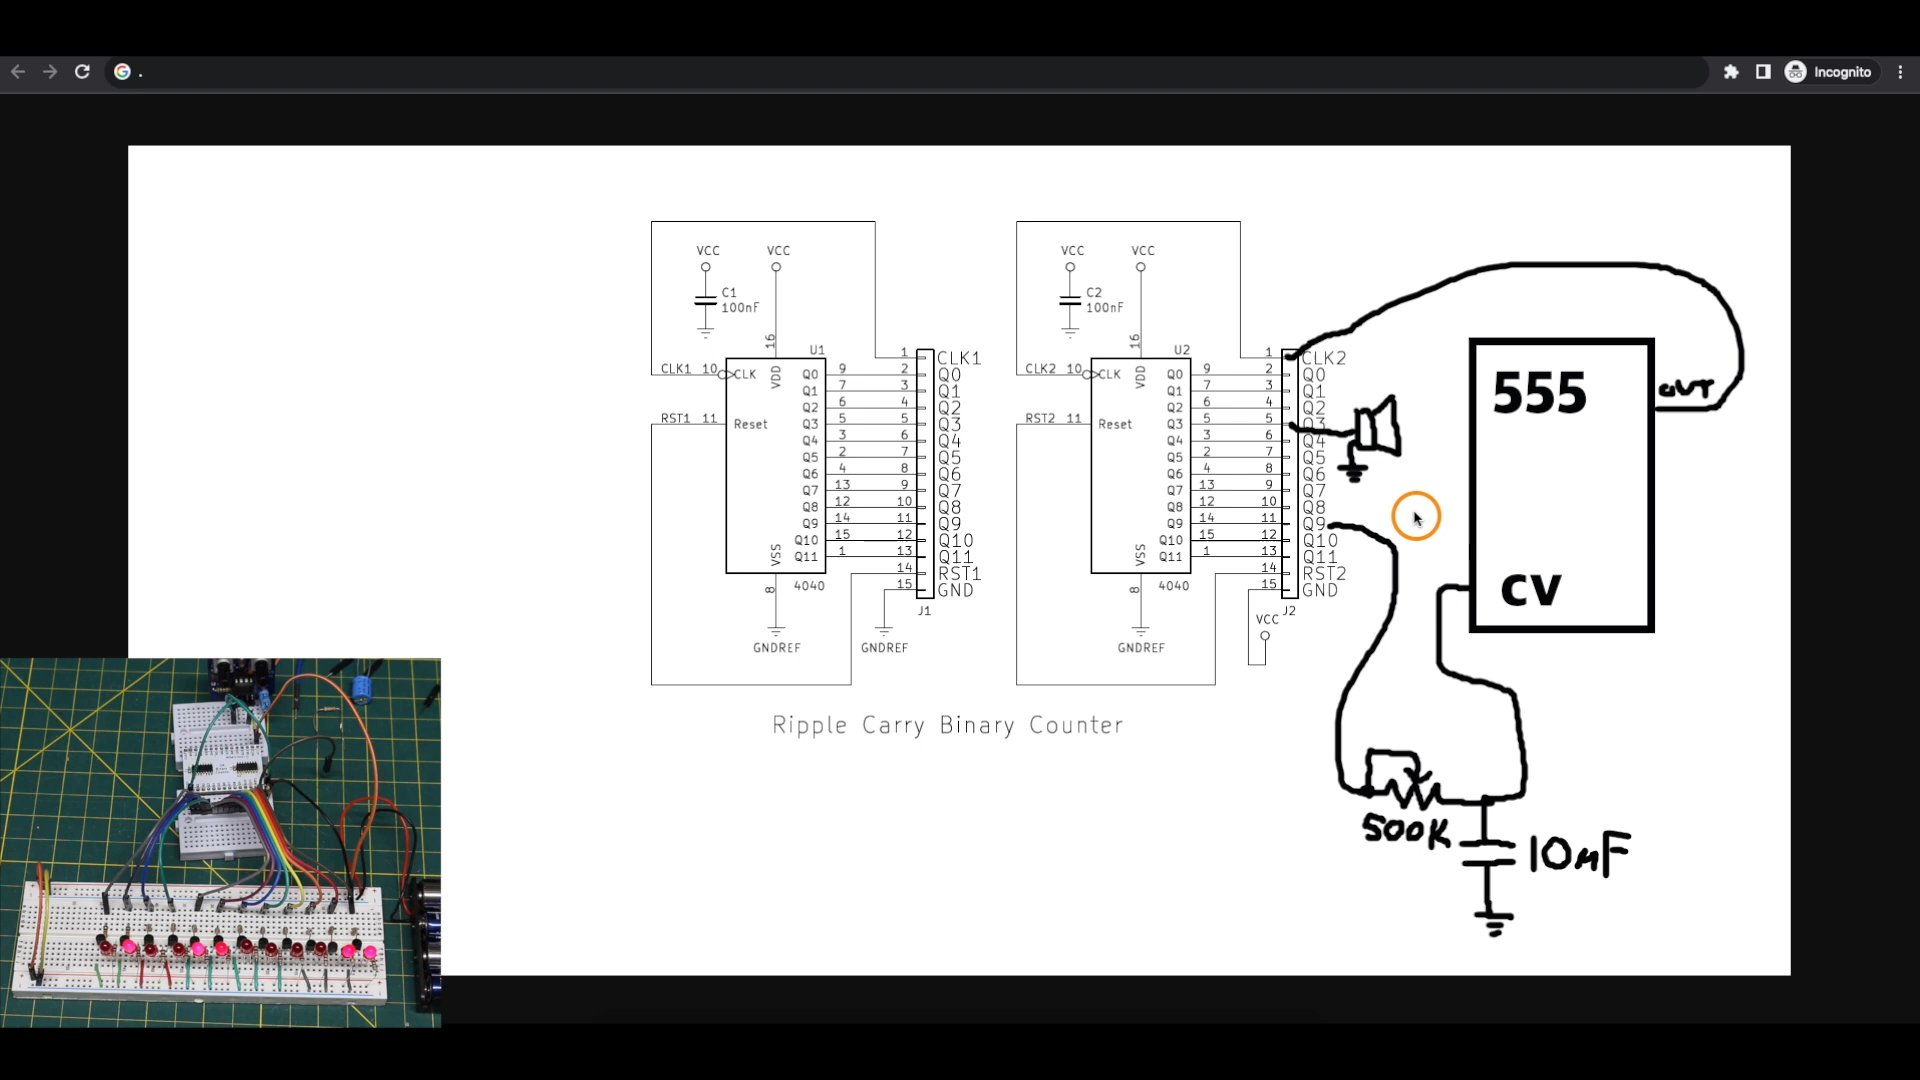 .
Incognito
VCC VCC
C1
100nF
16
U1
CLK1 10 CLK
VDD
RST1 11 Reset
Q0 9 2 Q0
Q1 7 3 Q1
Q2 6 4 Q2
Q3 5 5 Q3
Q4 3 6 Q4
Q5 2 7 Q5
Q6 4 8 Q6
Q7 13 9 Q7
Q8 12 10 Q8
Q9 14 11 Q9
Q10 15 12 Q10
Q11 1 13 Q11
1 CLK1
14 RST1
15 GND
VSS
8
4040
J1
GNDREF GNDREF
VCC VCC
C2
100nF
16
U2
CLK2 10 CLK
VDD
RST2 11 Reset
Q0 9 2 Q0
Q1 7 3 Q1
Q2 6 4 Q2
Q3 5 5 Q3
Q4 3 6 Q4
Q5 2 7 Q5
Q6 4 8 Q6
Q7 13 9 Q7
Q8 12 10 Q8
Q9 14 11 Q9
Q10 15 12 Q10
Q11 1 13 Q11
1 CLK2
14 RST2
15 GND
VSS
8
4040
J2
VCC
GNDREF
Ripple Carry Binary Counter
555
OUT
CV
500K
10µF